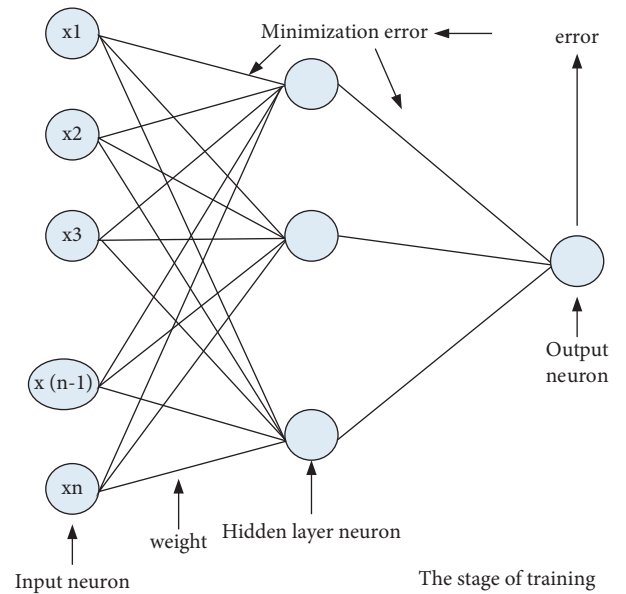 x1
Minimization error
error
x2
x3
Output
neuron
x (n-1)
xn
weight
Hidden layer neuron
Input neuron
The stage of training